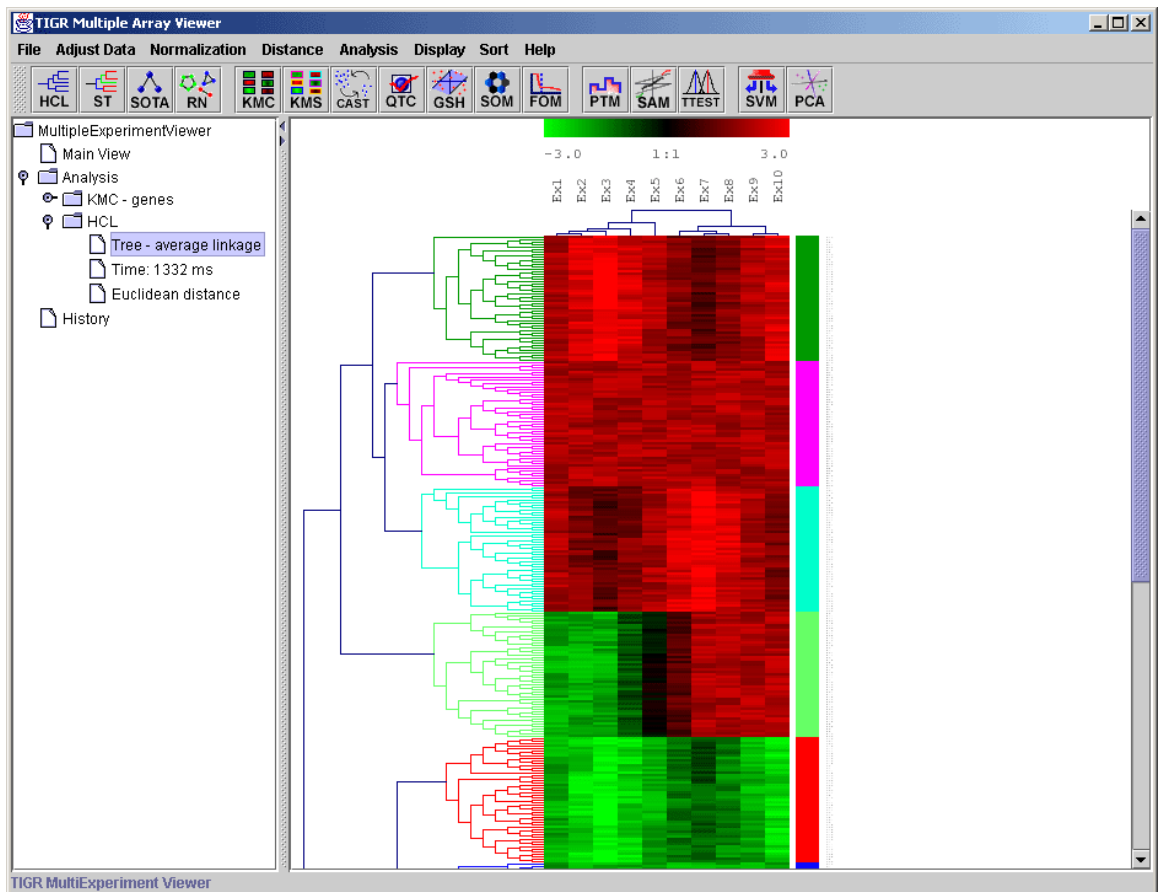 TIGR Multiple Array Viewer
File Adjust Data Normalization Distance Analysis Display Sort Help
HCL ST SOTA RN KMC KMS CAST QTC GSH SOM FOM PTM SAM TTEST SVM PCA
MultipleExperimentViewer
Main View
Analysis
KMC - genes
HCL
Tree - average linkage
Time: 1332 ms
Euclidean distance
History
-3.0 1:1 3.0
Ex1 Ex2 Ex3 Ex4 Ex5 Ex6 Ex7 Ex8 Ex9 Ex10
TIGR MultiExperiment Viewer